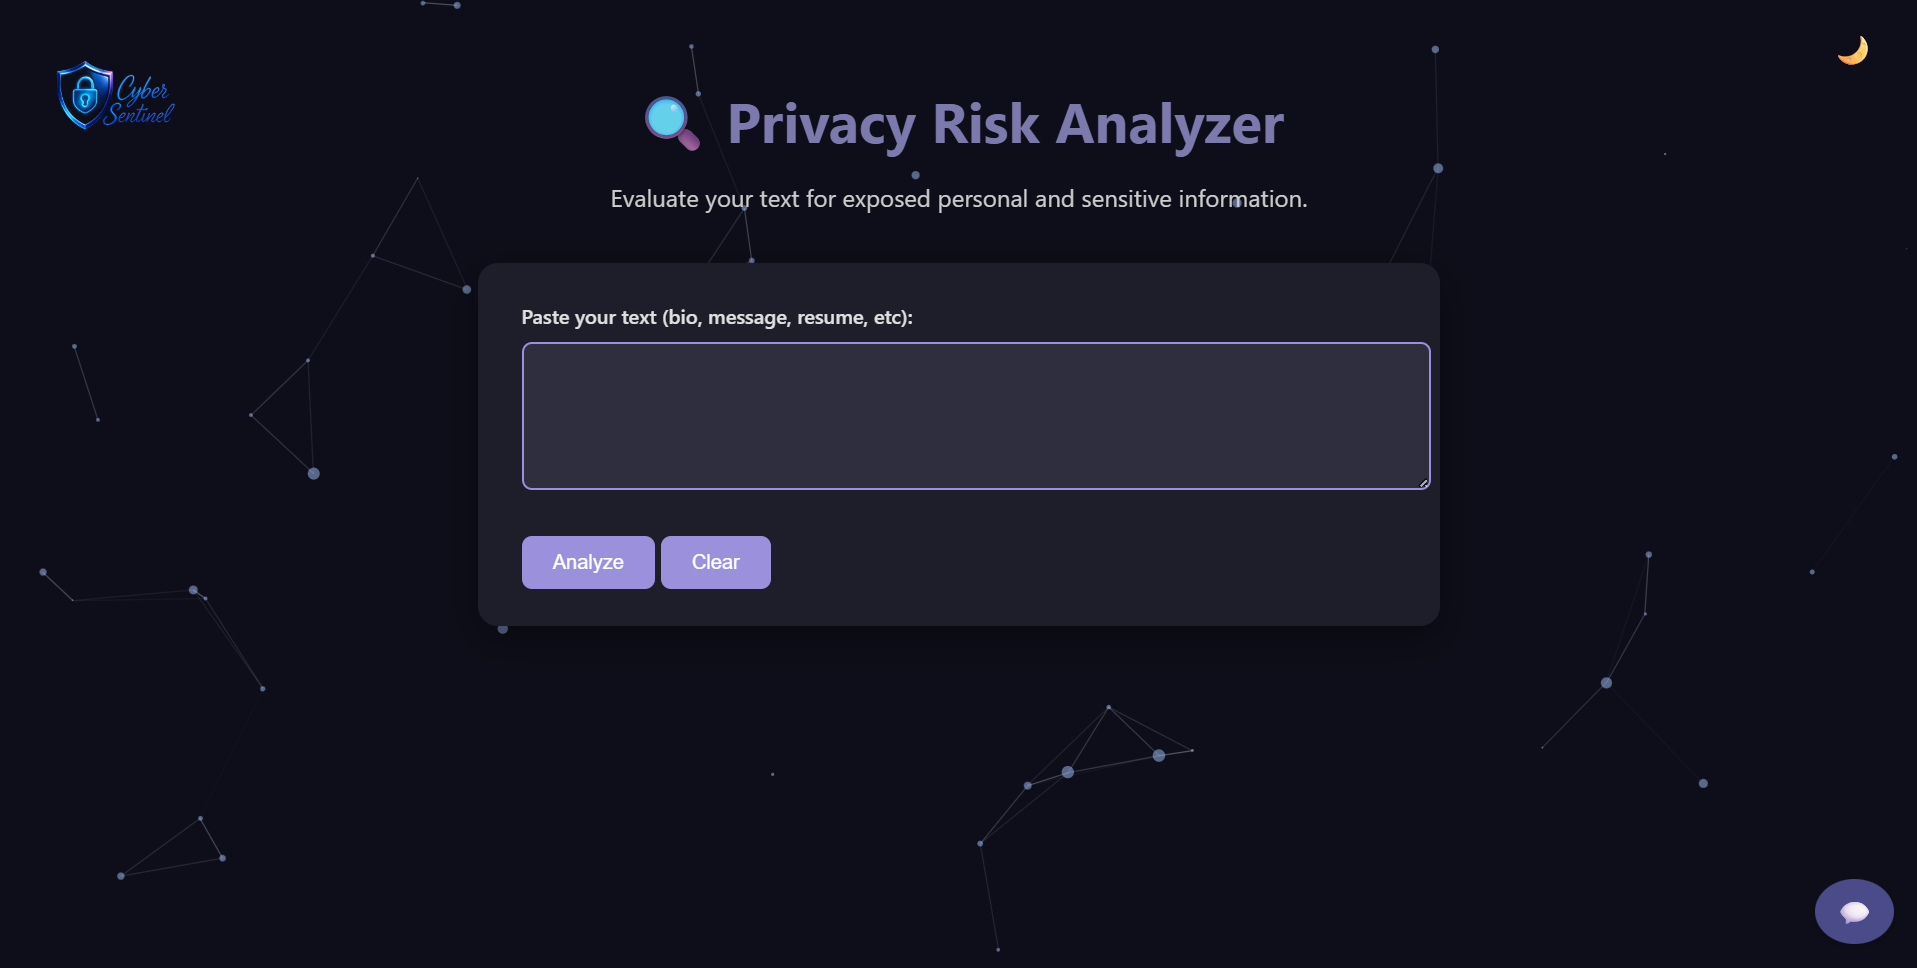 Cyber
Sentinel
Privacy Risk Analyzer
Evaluate your text for exposed personal and sensitive information.
Paste your text (bio, message, resume, etc):
Analyze
Clear